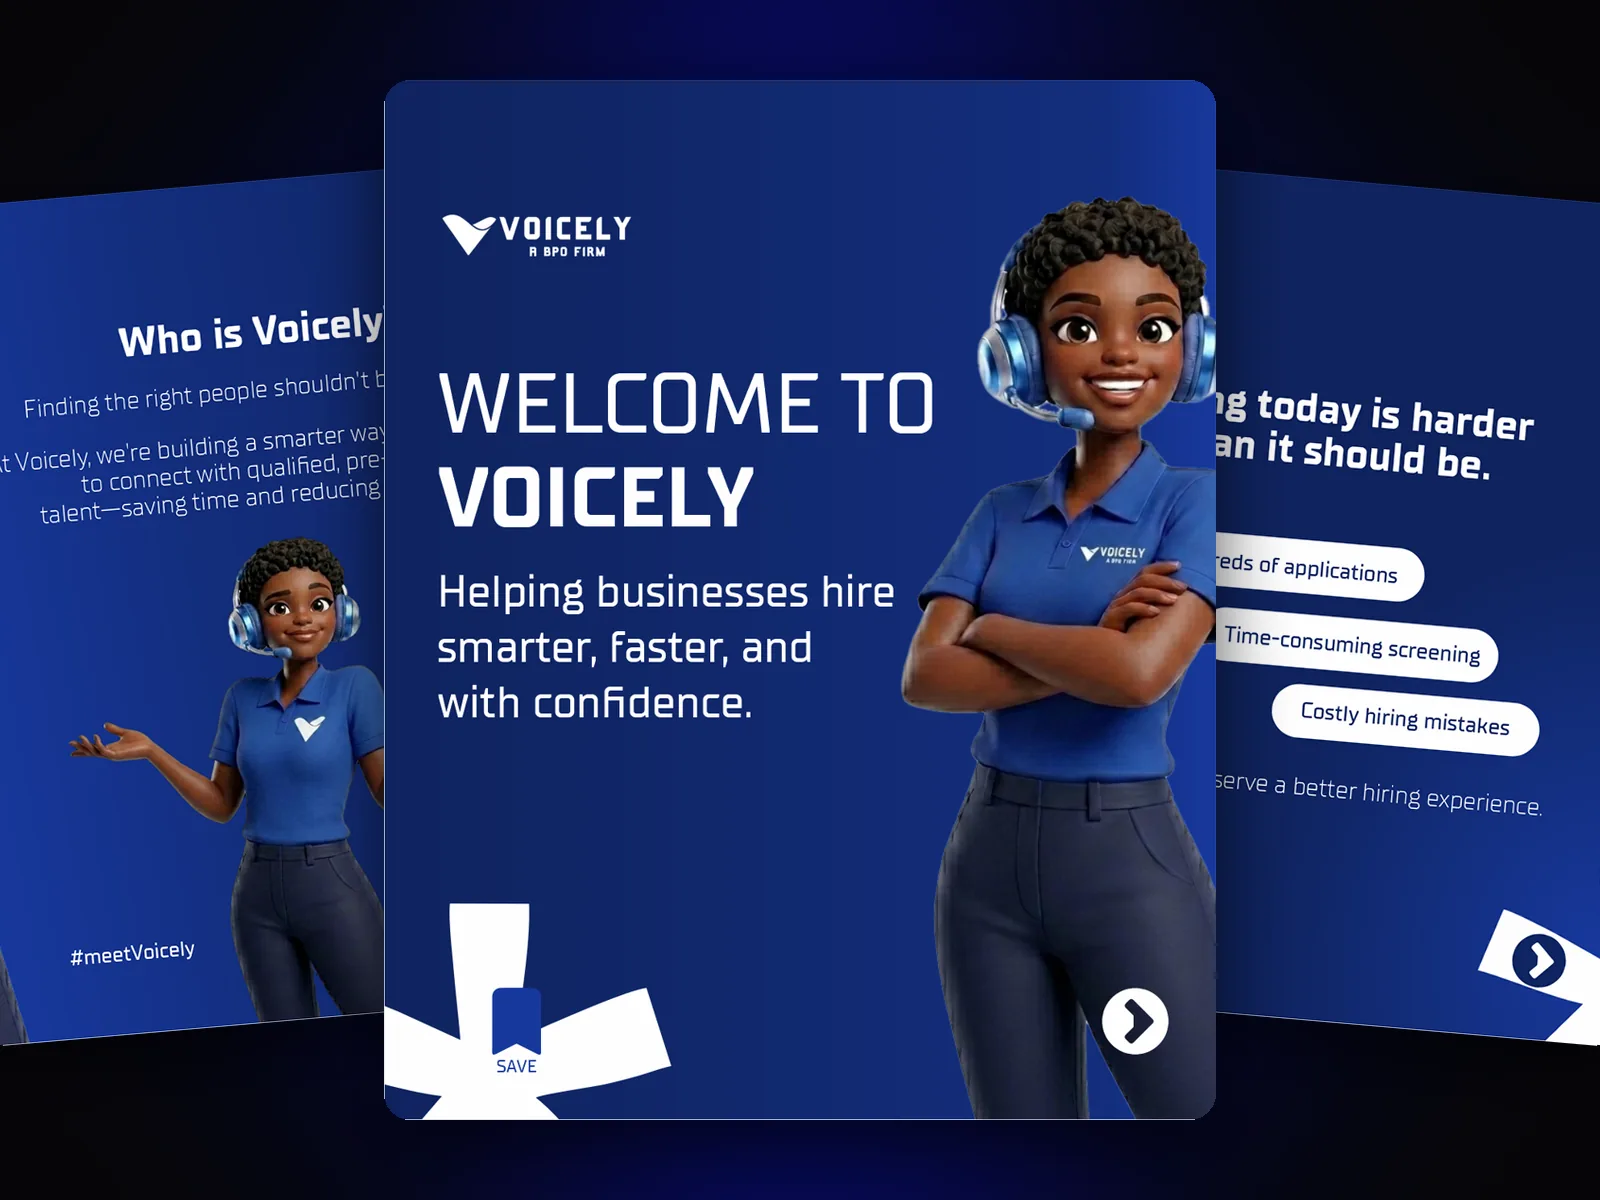 Who is Voicely
Finding the right people shouldn't
At Voicely, we're building a smarter way
to connect with qualified, pre-
talent—saving time and reducing
#meetVoicely
VOICELY
A BPO FIRM
WELCOME TO
VOICELY
Helping businesses hire
smarter, faster, and
with confidence.
SAVE
VOICELY
A BPO FIRM
today is harder
it should be.
of applications
Time-consuming screening
Costly hiring mistakes
a better hiring experience.